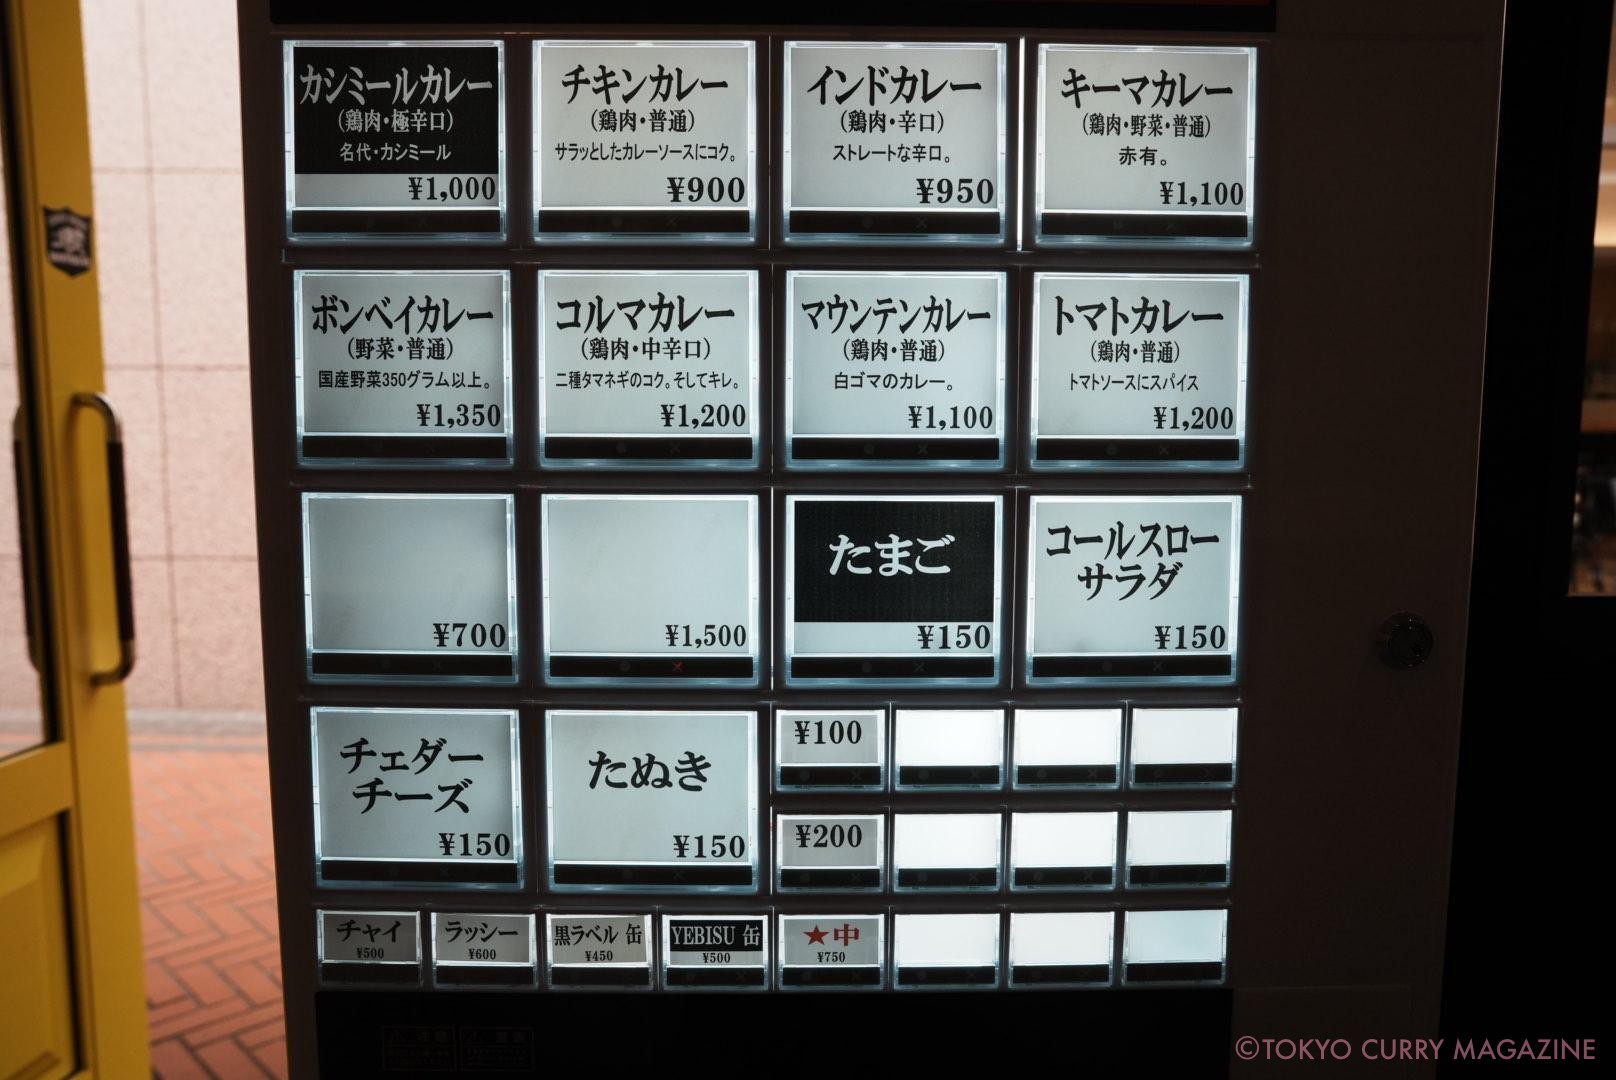 カシミールカレー
(鶏肉・極辛口)
名代・カシミール
¥1,000
チキンカレー
(鶏肉・普通)
サラッとしたカレーソースにコク。
¥900
インドカレー
(鶏肉・辛口)
ストレートな辛口。
¥950
キーマカレー
(鶏肉・野菜・普通)
赤有。
¥1,100
ボンベイカレー
(野菜・普通)
国産野菜350グラム以上。
¥1,350
コルマカレー
(鶏肉・中辛口)
二種タマネギのコク。そしてキレ。
¥1,200
マウンテンカレー
(鶏肉・普通)
白ゴマのカレー。
¥1,100
トマトカレー
(鶏肉・普通)
トマトソースにスパイス
¥1,200
¥700
¥1,500
たまご
¥150
コールスロー
サラダ
¥150
チェダー
チーズ
¥150
たぬき
¥150
¥100
¥200
チャイ
¥500
ラッシー
¥600
黒ラベル 缶
¥450
YEBISU 缶
¥500
★中
¥750
©TOKYO CURRY MAGAZINE